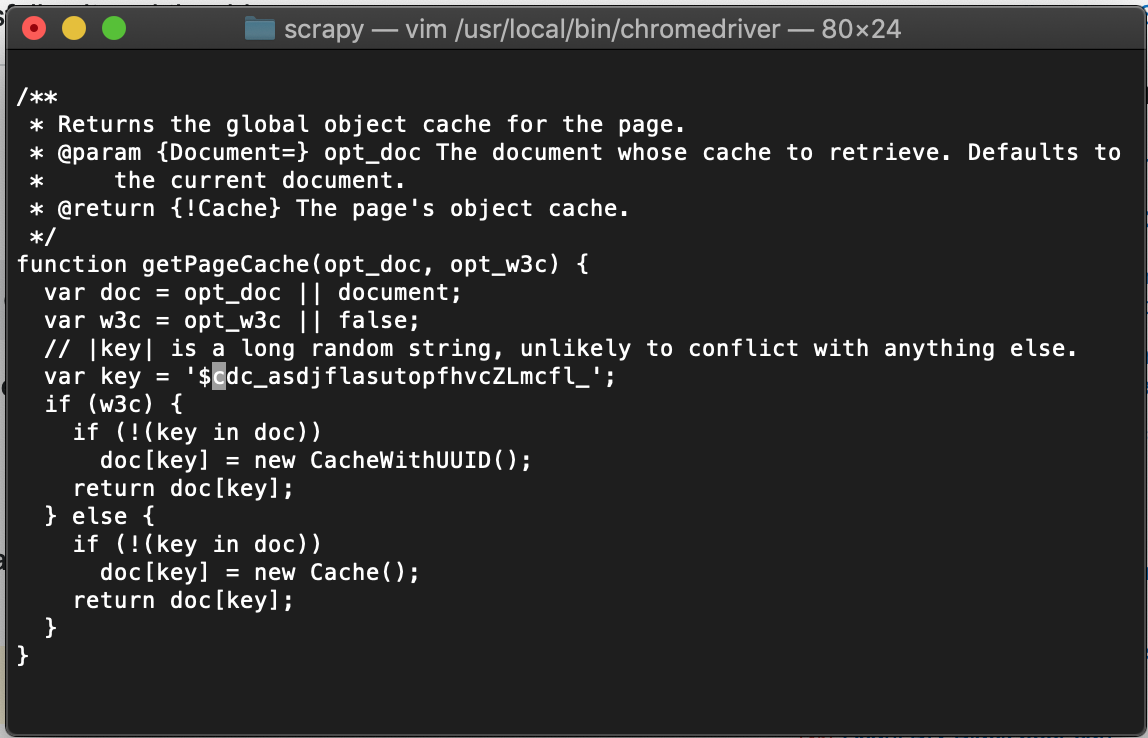 scrapy — vim /usr/local/bin/chromedriver — 80×24
/**
 * Returns the global object cache for the page.
 * @param {Document=} opt_doc The document whose cache to retrieve. Defaults to
 *     the current document.
 * @return {!Cache} The page's object cache.
 */
function getPageCache(opt_doc, opt_w3c) {
  var doc = opt_doc || document;
  var w3c = opt_w3c || false;
  // |key| is a long random string, unlikely to conflict with anything else.
  var key = '$cdc_asdjflasutopfhvcZLmcfl_';
  if (w3c) {
    if (!(key in doc))
      doc[key] = new CacheWithUUID();
    return doc[key];
  } else {
    if (!(key in doc))
      doc[key] = new Cache();
    return doc[key];
  }
}